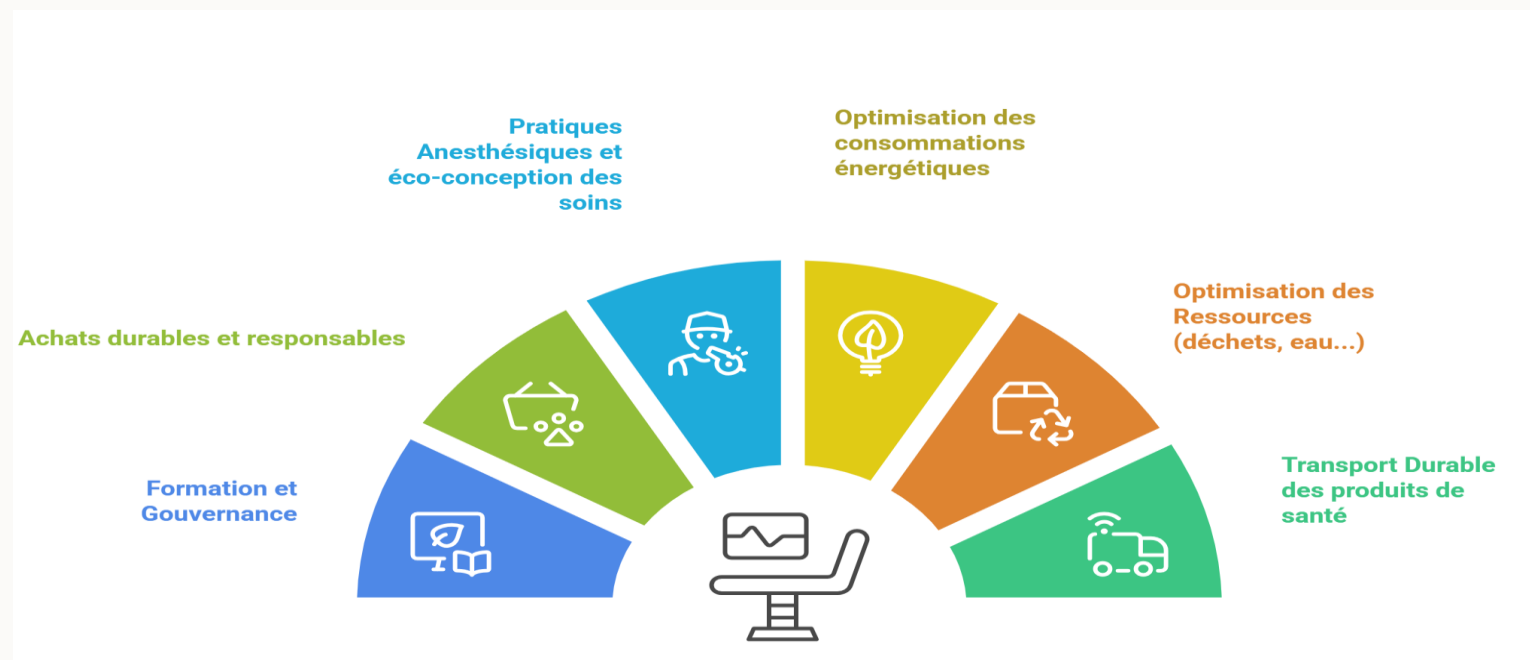 Formation et
Gouvernance
Achats durables et responsables
Pratiques
Anesthésiques et
éco-conception des
soins
Optimisation des
consommations
énergétiques
Optimisation des
Ressources
(déchets, eau...)
Transport Durable
des produits de
santé